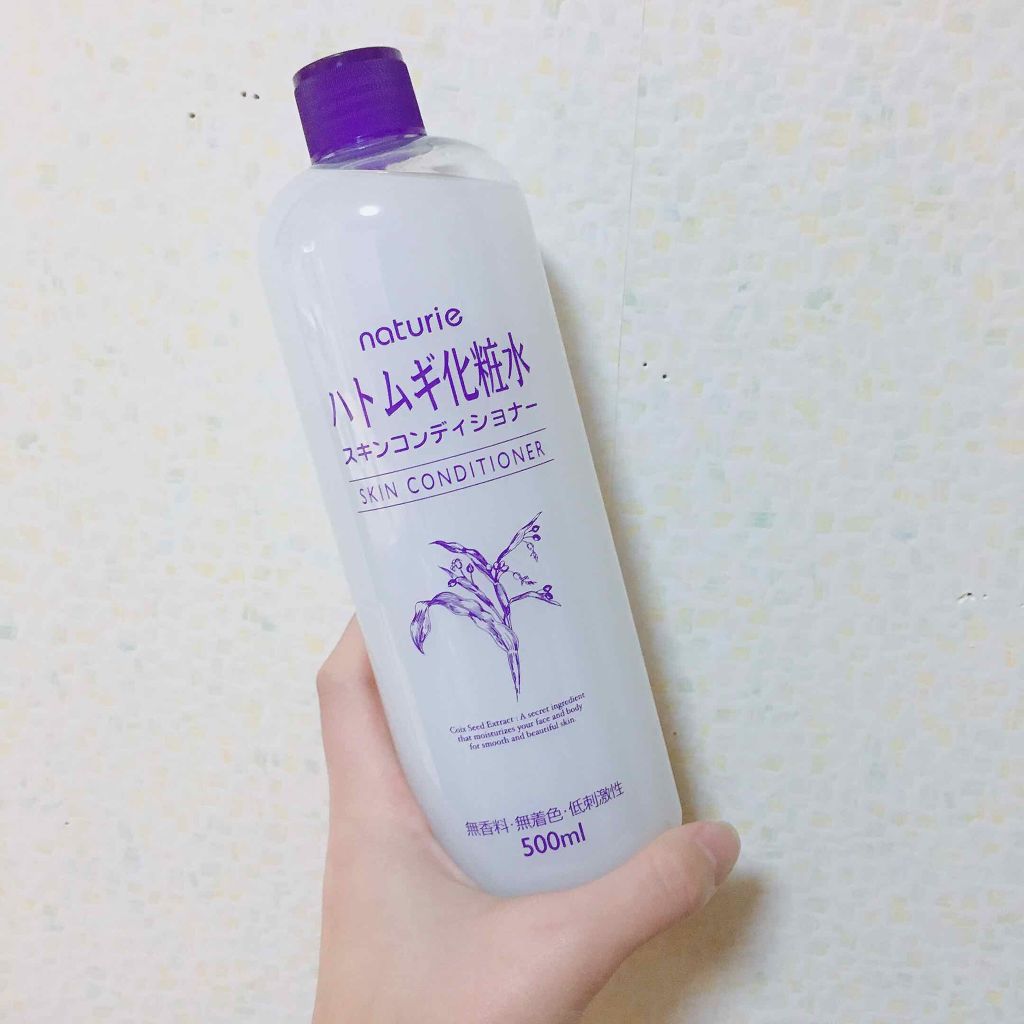 naturie
ハトムギ化粧水
スキンコンディショナー
SKIN CONDITIONER
Coix Seed Extract : A secret ingredient
that moisturizes your face and body
for smooth and beautiful skin.
無香料・無着色・低刺激性
500ml